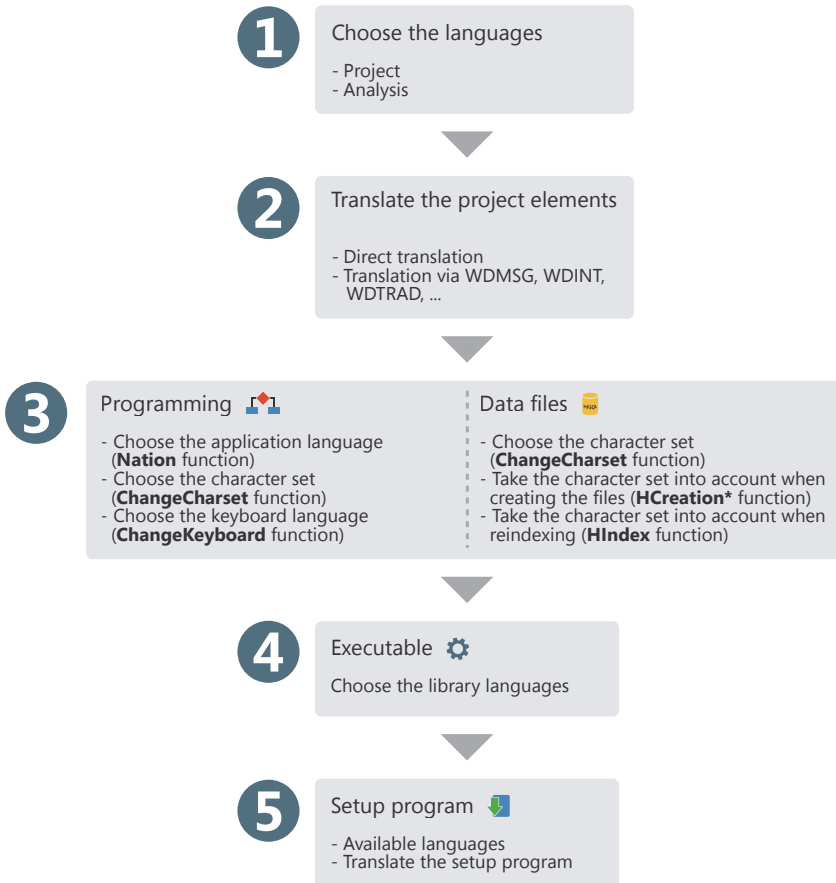 1
Choose the languages
- Project
- Analysis
2
Translate the project elements
- Direct translation
- Translation via WDMSG, WDINT,
WDTRAD, ...
3
Programming
- Choose the application language
(Nation function)
- Choose the character set
(ChangeCharset function)
- Choose the keyboard language
(ChangeKeyboard function)
Data files
- Choose the character set
(ChangeCharset function)
- Take the character set into account when
creating the files (HCreation* function)
- Take the character set into account when
reindexing (HIndex function)
4
Executable
Choose the library languages
5
Setup program
- Available languages
- Translate the setup program